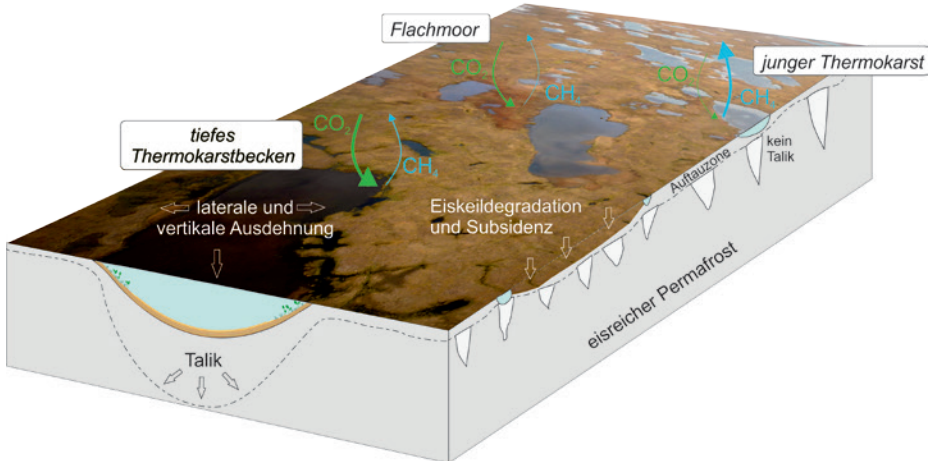 Flachmoor
CO₂
CH₄
CO
CH₄
junger Thermokarst
tiefes
Thermokarstbecken
CO₂
CH₄
kein
Talik
Auftauzone
laterale und
vertikale Ausdehnung
Eiskeildegradation
und Subsidenz
eisreicher Permafrost
Talik